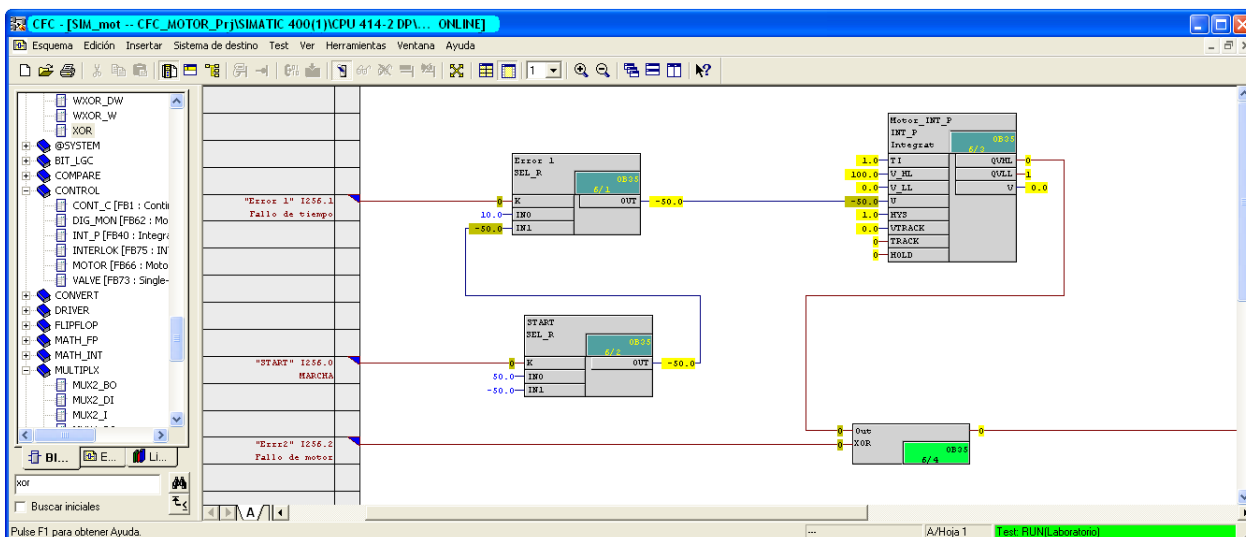 CFC - [SIM_mot -- CFC_MOTOR_Prj\SIMATIC 400(1)\CPU 414-2 DP\... ONLINE]
Esquema Edición Insertar Sistema de destino Test Ver Herramientas Ventana Ayuda
1
WXOR_DW
WXOR_W
XOR
@SYSTEM
BIT_LGC
COMPARE
CONTROL
CONT_C [FB1 : Conti
DIG_MON [FB62 : Mo
INT_P [FB40 : Integra
INTERLOK [FB75 : IN
MOTOR [FB66 : Moto
VALVE [FB73 : Single-
CONVERT
DRIVER
FLIPFLOP
MATH_FP
MATH_INT
MULTIPLX
MUX2_BO
MUX2_DI
MUX2_I
BI... E... Li...
xor
Buscar iniciales
"Error 1" I256.1
Fallo de tiempo
"START" I256.0
MARCHA
"Errr2" I256.2
Fallo de motor
Error 1
SEL_R
OB35
6/1
0 K OUT -50.0
10.0 IN0
-50.0 IN1
START
SEL_R
OB35
6/2
0 K OUT -50.0
50.0 IN0
-50.0 IN1
Motor_INT_P
INT_P
Integrat
OB35
6/3
1.0 TI QVHL 0
100.0 V_HL QVLL 1
0.0 V_LL V 0.0
-50.0 U
1.0 HYS
0.0 VTRACK
0 TRACK
0 HOLD
0 Out 0
0 XOR
OB35
6/4
A
Pulse F1 para obtener Ayuda.
---
A/Hoja 1
Test: RUN(Laboratorio)